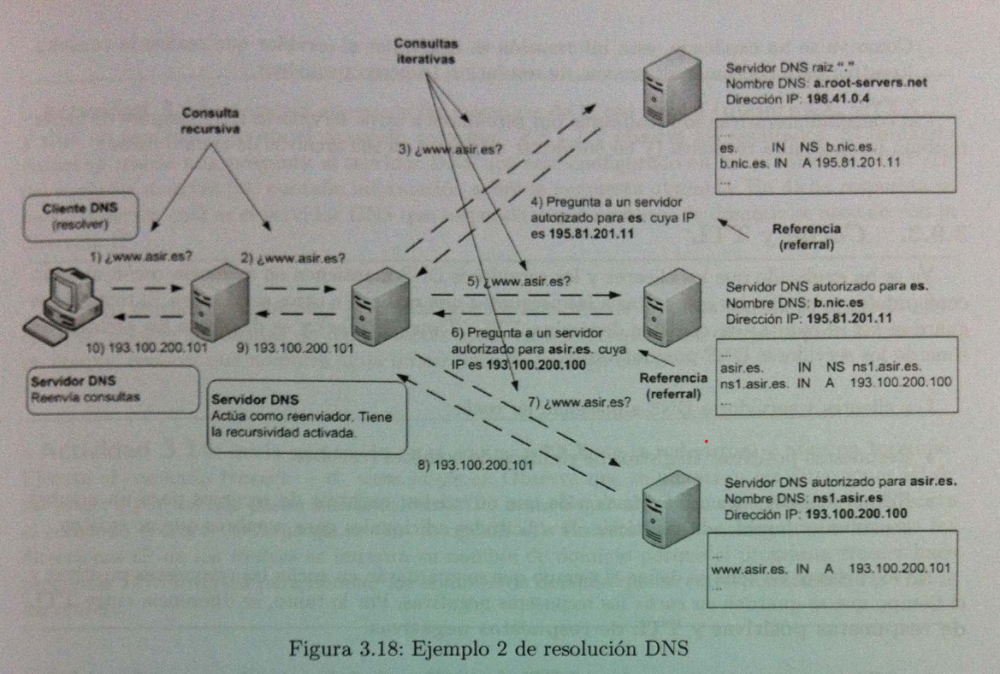 Consultas
iterativas
Consulta
recursiva
Servidor DNS raiz “.”
Nombre DNS: a.root-servers.net
Dirección IP: 198.41.0.4
...
es. IN NS b.nic.es.
b.nic.es. IN A 195.81.201.11
...
3) ¿www.asir.es?
Cliente DNS
(resolver)
4) Pregunta a un servidor
autorizado para es. cuya IP
es 195.81.201.11
Referencia
(referral)
1) ¿www.asir.es?
2) ¿www.asir.es?
5) ¿www.asir.es?
Servidor DNS autorizado para es.
Nombre DNS: b.nic.es
Dirección IP: 195.81.201.11
6) Pregunta a un servidor
autorizado para asir.es. cuya
IP es 193.100.200.100
10) 193.100.200.101
9) 193.100.200.101
...
asir.es. IN NS ns1.asir.es.
ns1.asir.es. IN A 193.100.200.100
...
Referencia
(referral)
Servidor DNS
Reenvía consultas
Servidor DNS
Actúa como reenviador. Tiene
la recursividad activada.
7) ¿www.asir.es?
8) 193.100.200.101
Servidor DNS autorizado para asir.es.
Nombre DNS: ns1.asir.es
Dirección IP: 193.100.200.100
...
www.asir.es. IN A 193.100.200.101
...
Figura 3.18: Ejemplo 2 de resolución DNS